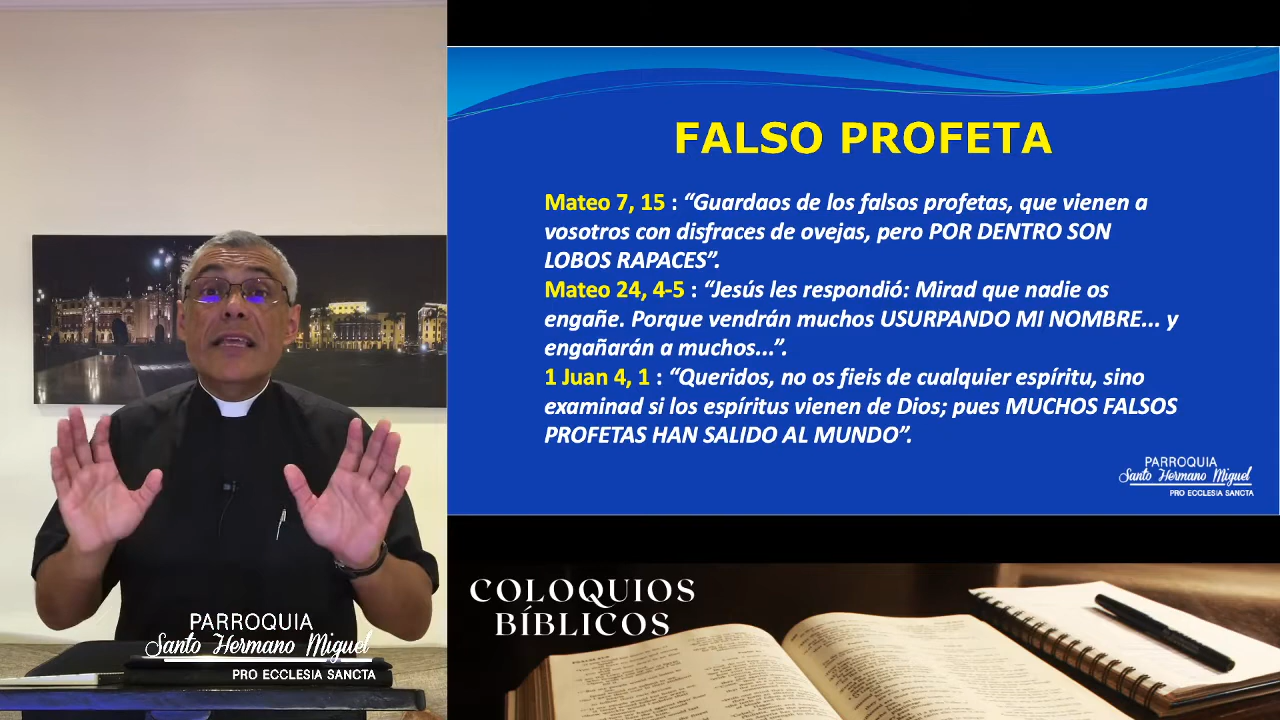 FALSO PROFETA
Mateo 7, 15 : “Guardaos de los falsos profetas, que vienen a
vosotros con disfraces de ovejas, pero POR DENTRO SON
LOBOS RAPACES”.
Mateo 24, 4-5 : “Jesús les respondió: Mirad que nadie os
engañe. Porque vendrán muchos USURPANDO MI NOMBRE... y
engañarán a muchos...”.
1 Juan 4, 1 : “Queridos, no os fieis de cualquier espíritu, sino
examinad si los espíritus vienen de Dios; pues MUCHOS FALSOS
PROFETAS HAN SALIDO AL MUNDO”.
PARROQUIA
Santo Hermano Miguel
PRO ECCLESIA SANCTA
COLOQUIOS
BÍBLICOS
PARROQUIA
Santo Hermano Miguel
PRO ECCLESIA SANCTA